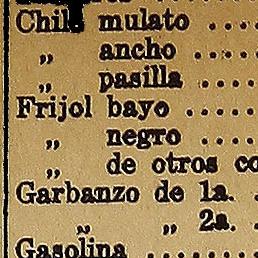 Chil mulato ....
„ ancho ....
„ pasilla ....
Frijol bayo ....
„ negro ....
„ de otros co
Garbanzo de 1a. .
„ „ 2a. .
Gasolina ....